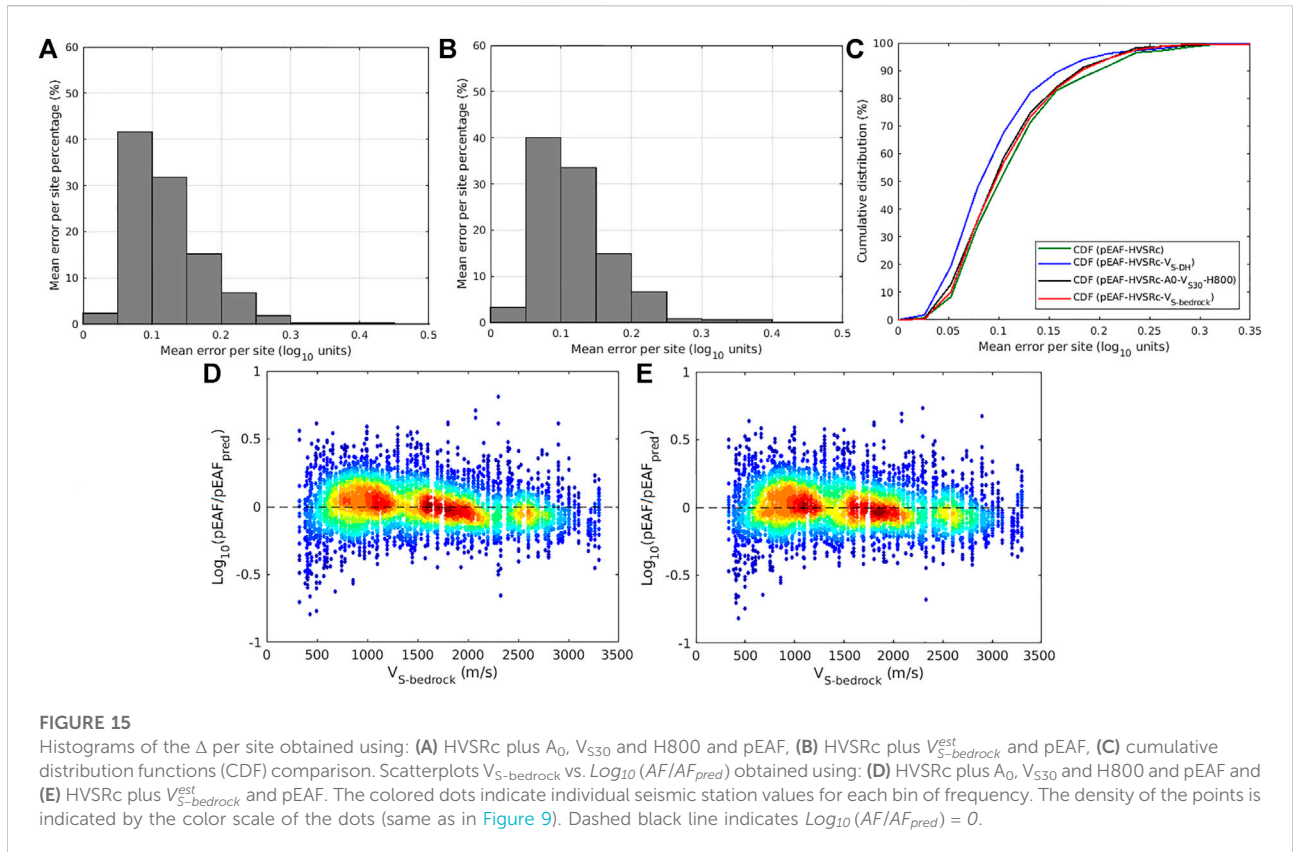 A
60
50
40
30
20
10
0
Mean error per site percentage (%)
0 0.1 0.2 0.3 0.4 0.5
Mean error per site (log10 units)
B
60
50
40
30
20
10
0
Mean error per site percentage (%)
0 0.1 0.2 0.3 0.4 0.5
Mean error per site (log10 units)
C
100
90
80
70
60
50
40
30
20
10
0
Cumulative distribution (%)
CDF (pEAF-HVSRc)
CDF (pEAF-HVSRc-VS-DH)
CDF (pEAF-HVSRc-A0-VS30-H800)
CDF (pEAF-HVSRc-VS-bedrock)
0 0.05 0.1 0.15 0.2 0.25 0.3 0.35
Mean error per site (log10 units)
D
1
0.5
0
-0.5
-1
Log10(pEAF/pEAFpred)
0 500 1000 1500 2000 2500 3000 3500
VS-bedrock (m/s)
E
1
0.5
0
-0.5
-1
Log10(pEAF/pEAFpred)
0 500 1000 1500 2000 2500 3000 3500
VS-bedrock (m/s)
FIGURE 15
Histograms of the Δ per site obtained using: (A) HVSRc plus A0, VS30 and H800 and pEAF, (B) HVSRc plus V^est_S−bedrock and pEAF, (C) cumulative
distribution functions (CDF) comparison. Scatterplots VS-bedrock vs. Log10 (AF/AFpred) obtained using: (D) HVSRc plus A0, VS30 and H800 and pEAF and
(E) HVSRc plus V^est_S−bedrock and pEAF. The colored dots indicate individual seismic station values for each bin of frequency. The density of the points is
indicated by the color scale of the dots (same as in Figure 9). Dashed black line indicates Log10 (AF/AFpred) = 0.